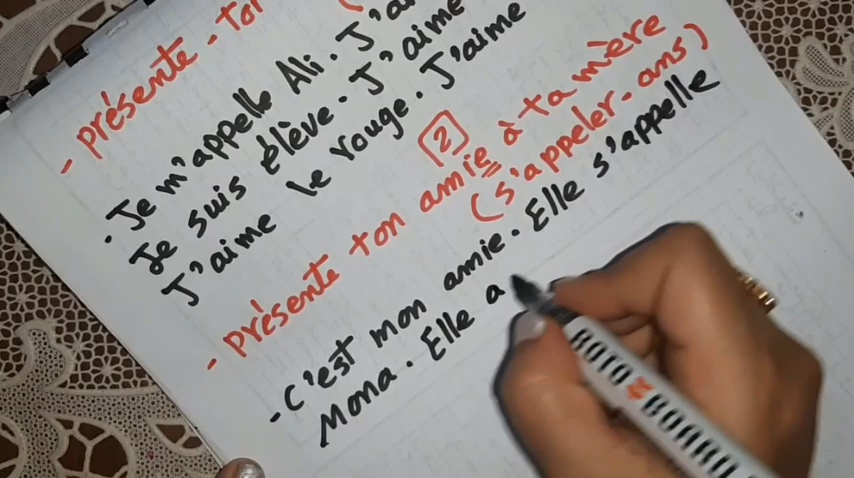 - présente - toi (
. Je m'appelle Ali. J'a
Je suis élève. J'aime
J'aime le rouge. J'aime
2
- présente ton amie à ta mère
(s'appeler - ans)
- C'est mon amie. Elle s'appelle
Mona. Elle a
ROTO